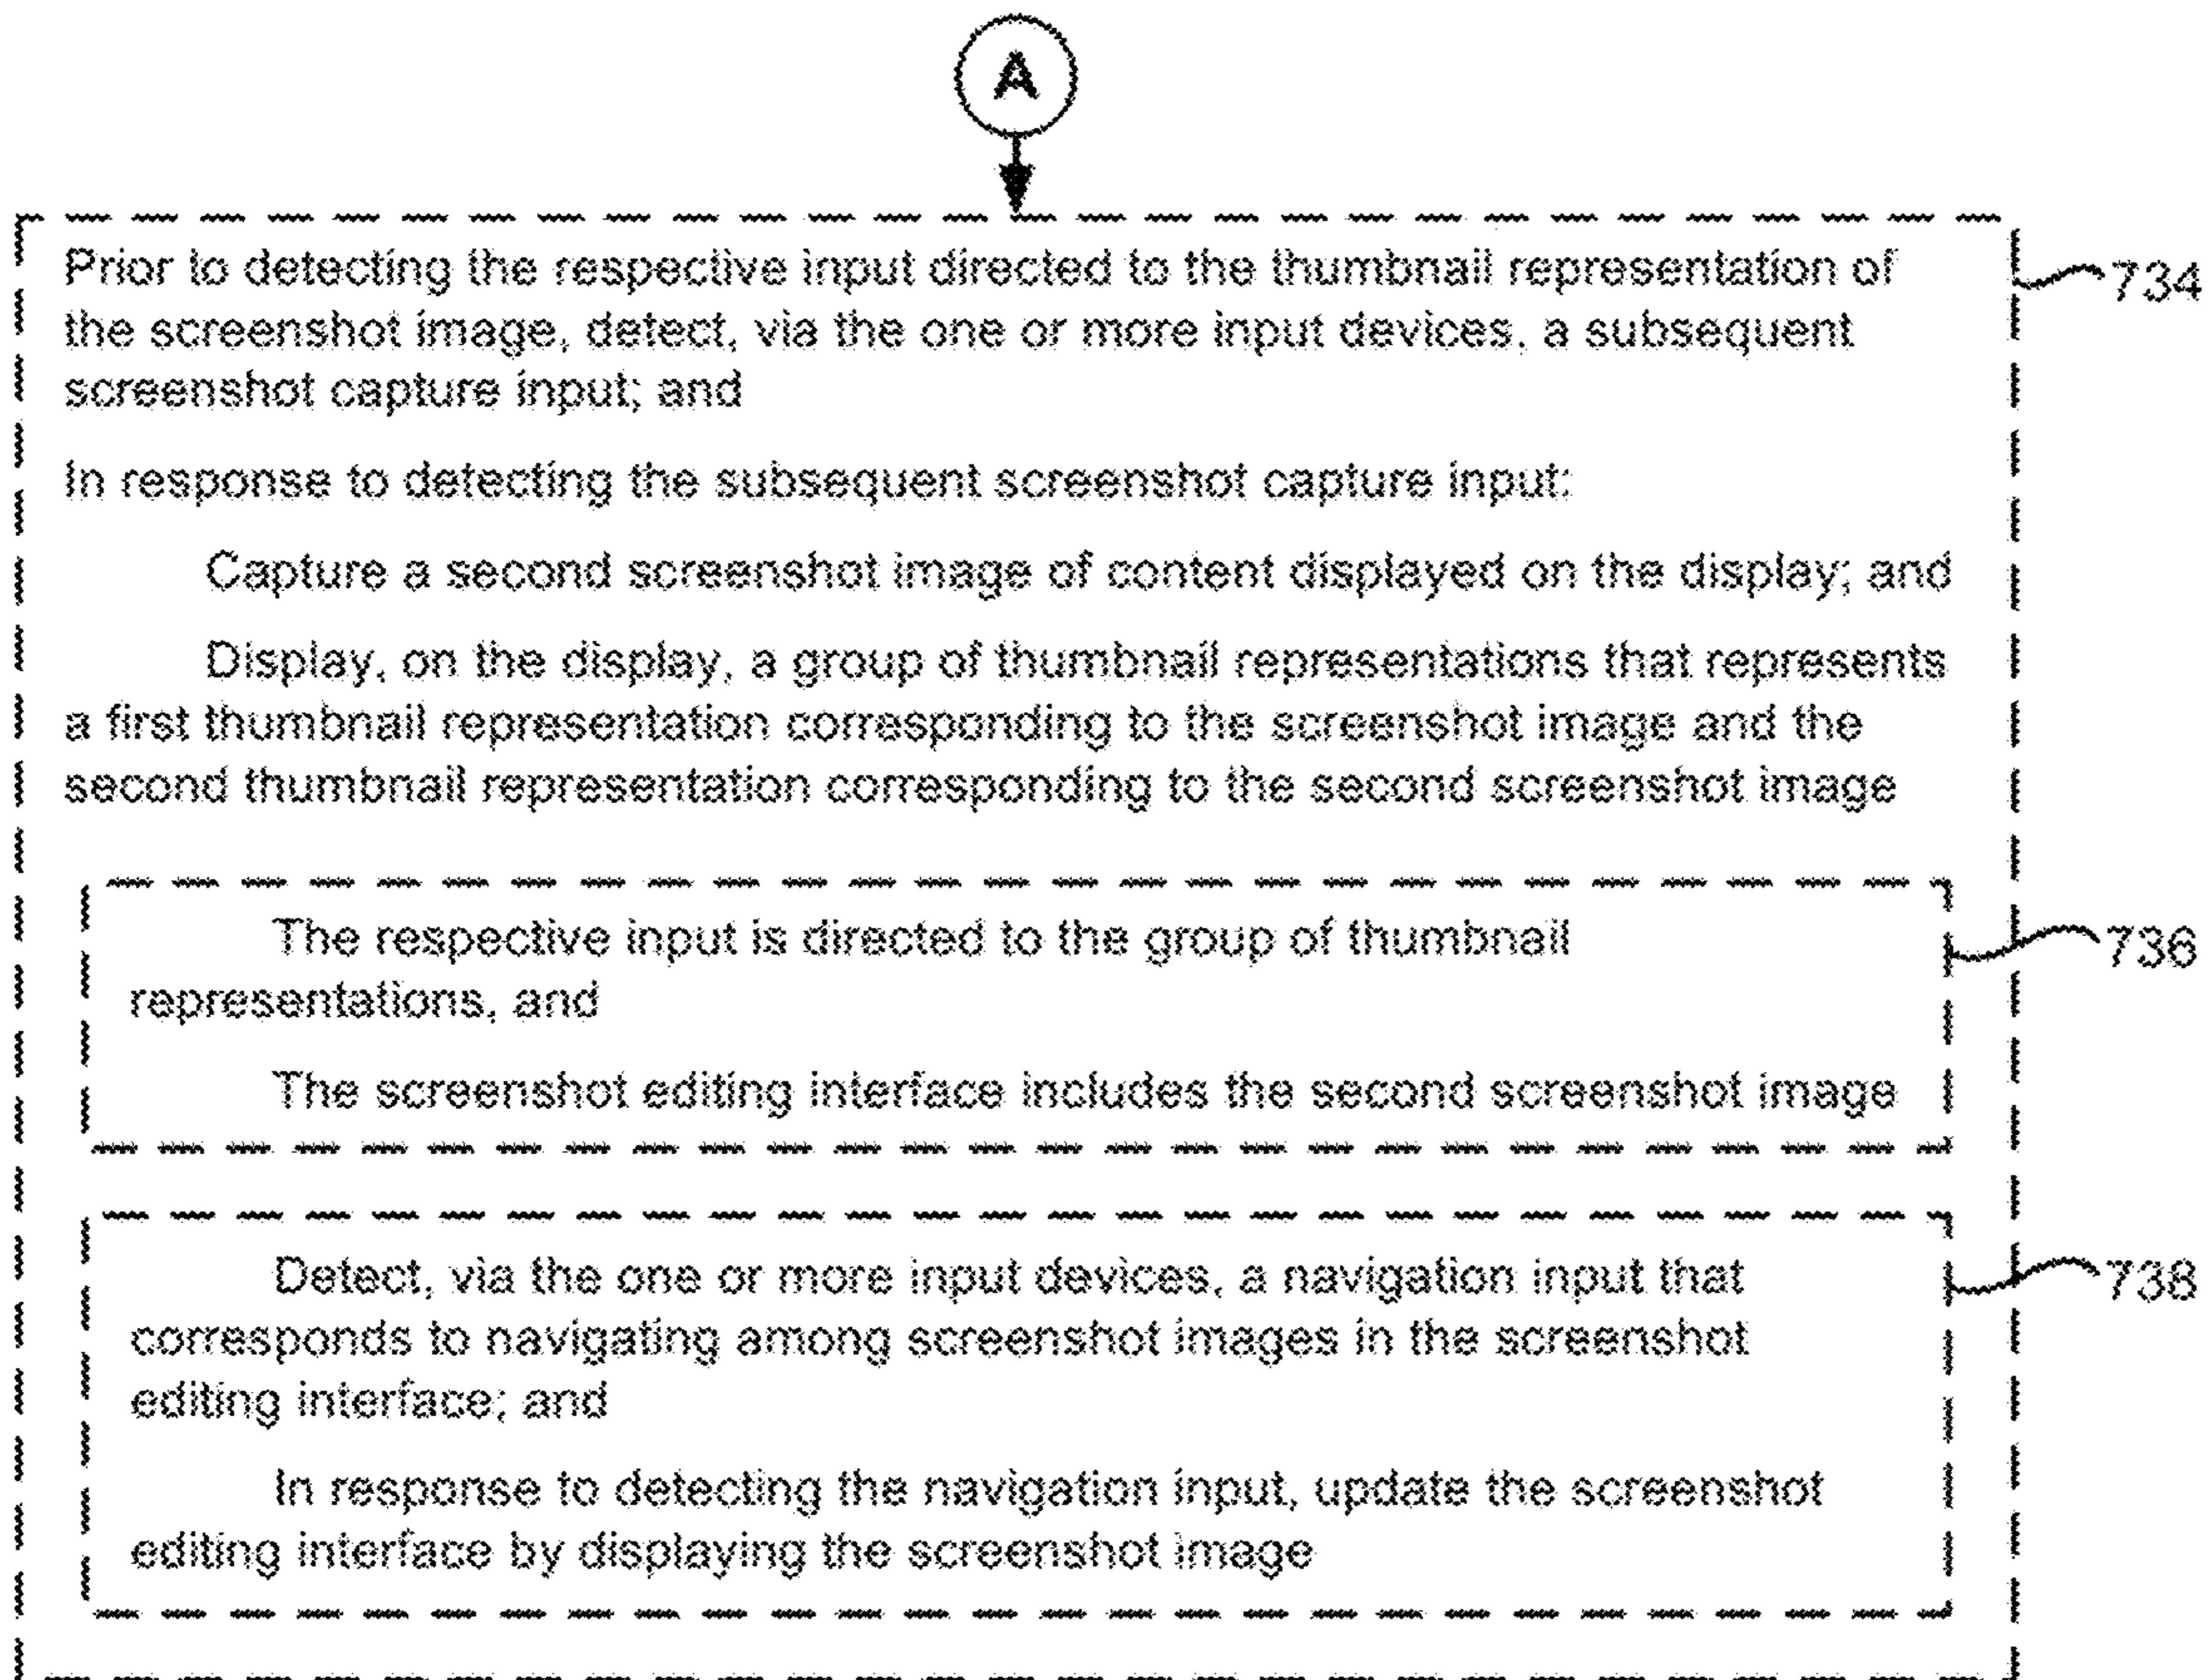 A
Prior to detecting the respective input directed to the thumbnail representation of
734
the screenshot image, detect, via the one or more input devices, a subsequent
screenshot capture input; and
In response to detecting the subsequent screenshot capture input:
Capture a second screenshot image of content displayed on the display; and
Display, on the display, a group of thumbnail representations that represents
a first thumbnail representation corresponding to the screenshot image and the
second thumbnail representation corresponding to the second screenshot image
The respective input is directed to the group of thumbnail
736
representations, and
The screenshot editing interface includes the second screenshot image
Detect, via the one or more input devices, a navigation input that
738
corresponds to navigating among screenshot images in the screenshot
editing interface; and
In response to detecting the navigation input, update the screenshot
editing interface by displaying the screenshot image